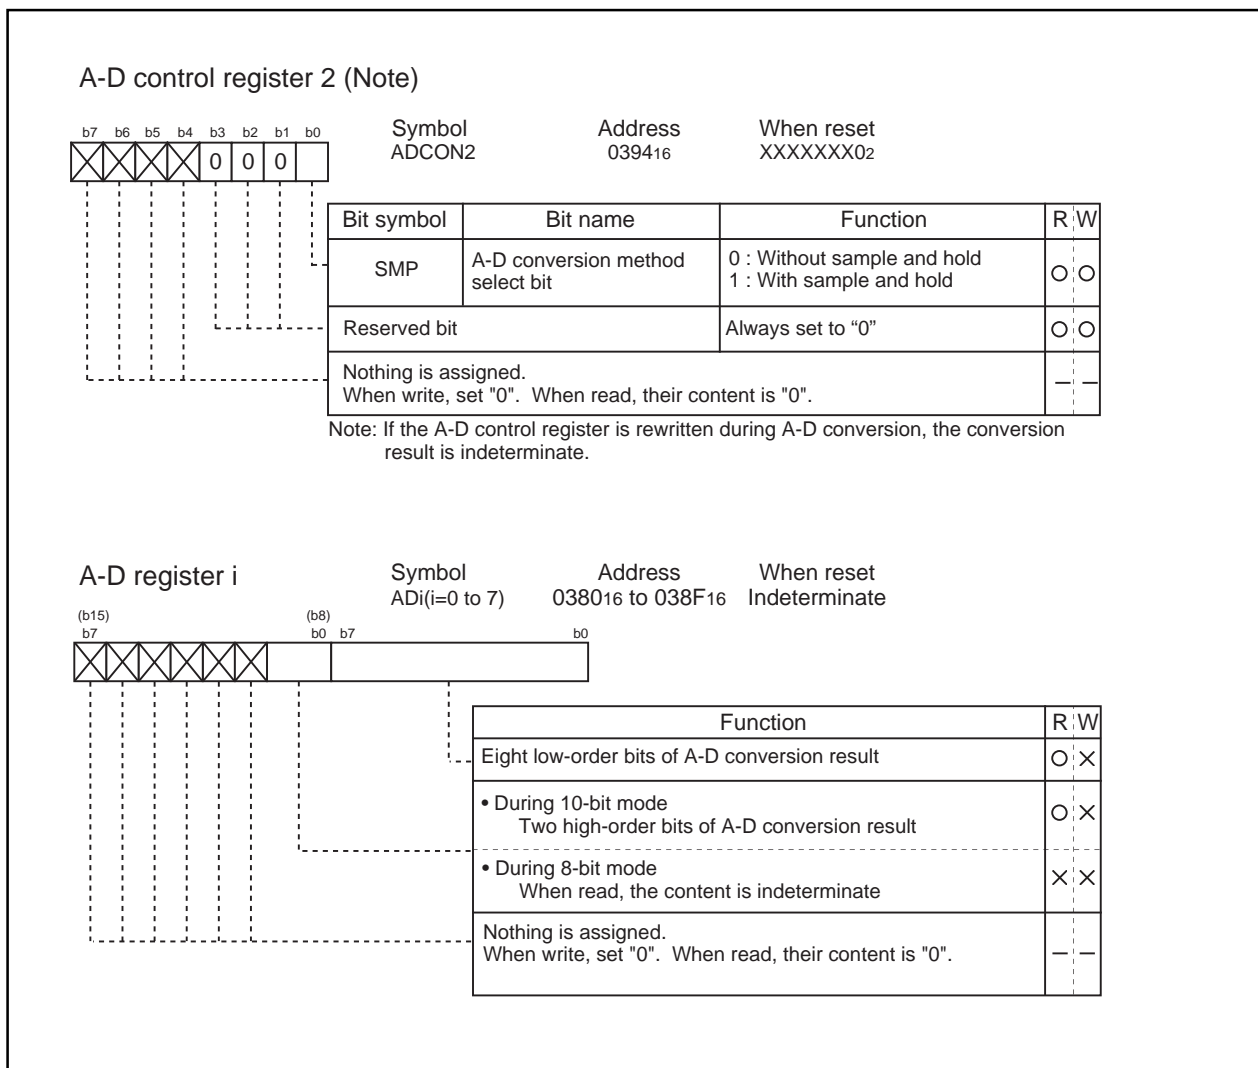 A-D control register 2 (Note)
b7 b6 b5 b4 b3 b2 b1 b0
0 0 0
Symbol Address When reset
ADCON2 039416 XXXXXXX02
Bit symbol Bit name Function R W
SMP
A-D conversion method
select bit
0 : Without sample and hold
1 : With sample and hold
Reserved bit Always set to “0”
Nothing is assigned.
When write, set "0". When read, their content is "0".
Note: If the A-D control register is rewritten during A-D conversion, the conversion
result is indeterminate.
A-D register i
Symbol Address When reset
ADi(i=0 to 7) 038016 to 038F16 Indeterminate
(b15) (b8)
b7 b0 b7 b0
Function R W
Eight low-order bits of A-D conversion result
• During 10-bit mode
Two high-order bits of A-D conversion result
• During 8-bit mode
When read, the content is indeterminate
Nothing is assigned.
When write, set "0". When read, their content is "0".